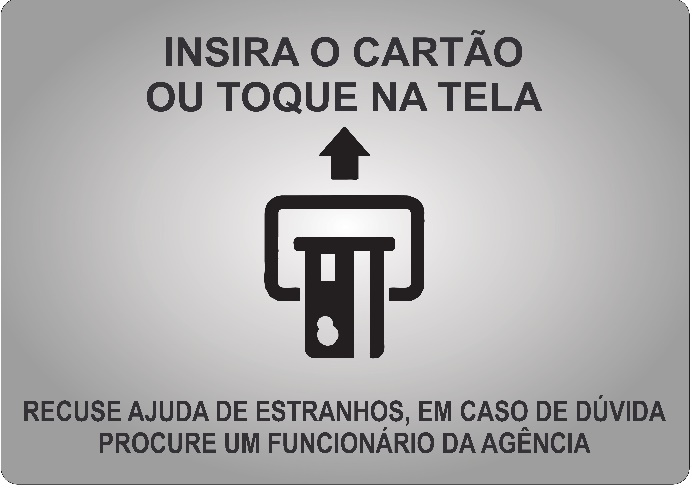 INSIRA O CARTÃO
OU TOQUE NA TELA
RECUSE AJUDA DE ESTRANHOS, EM CASO DE DÚVIDA
PROCURE UM FUNCIONÁRIO DA AGÊNCIA